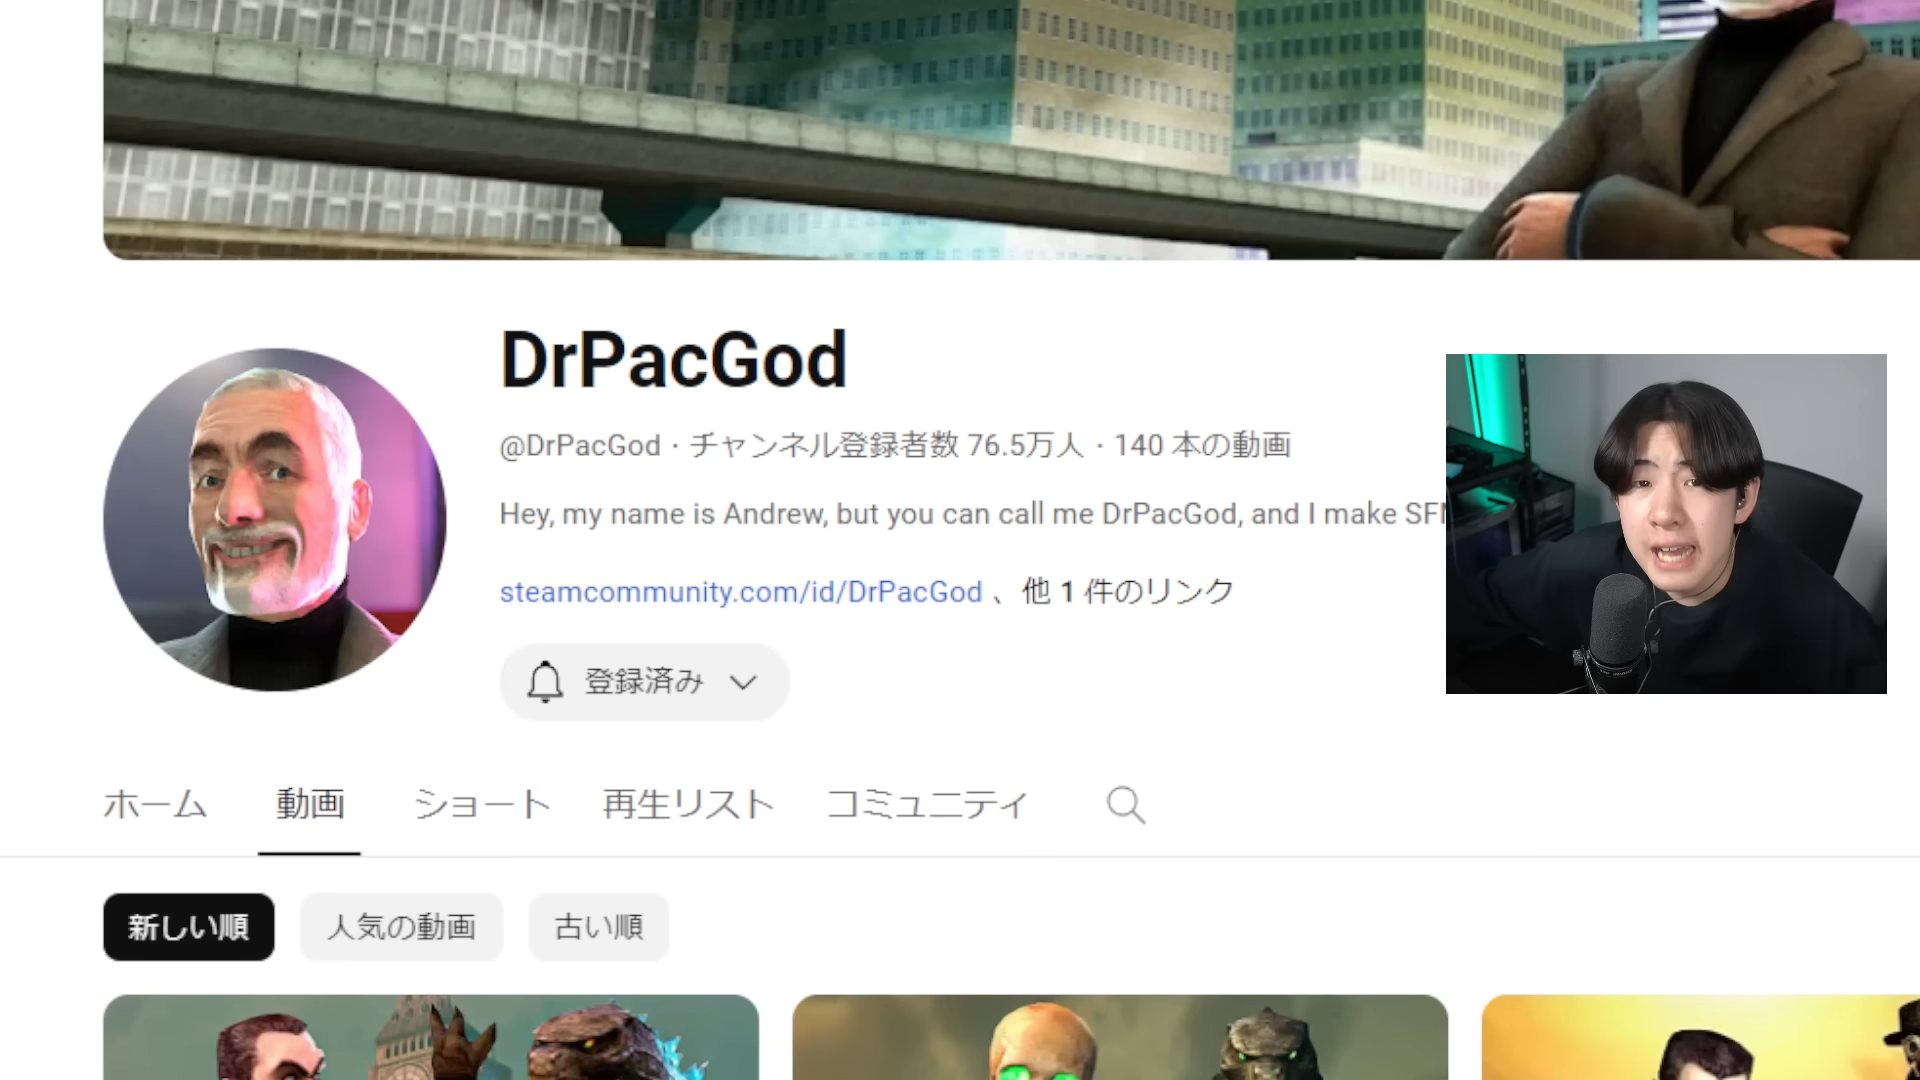 DrPacGod
@DrPacGod・チャンネル登録者数 76.5万人・140 本の動画
Hey, my name is Andrew, but you can call me DrPacGod, and I make SF
steamcommunity.com/id/DrPacGod 、他 1 件のリンク
登録済み
ホーム 動画 ショート 再生リスト コミュニティ
新しい順 人気の動画 古い順